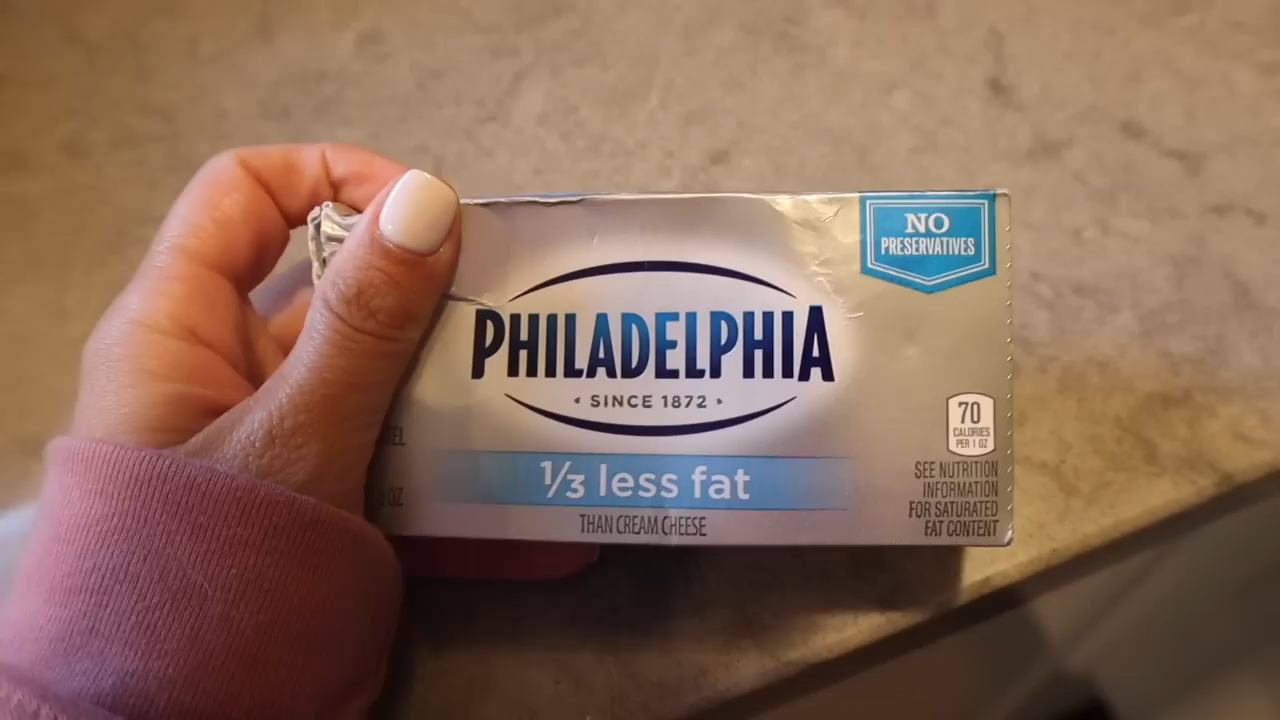 NO
PRESERVATIVES
PHILADELPHIA
SINCE 1872
1/3 less fat
THAN CREAM CHEESE
70
CALORIES
PER 1 OZ
SEE NUTRITION
INFORMATION
FOR SATURATED
FAT CONTENT
OZ